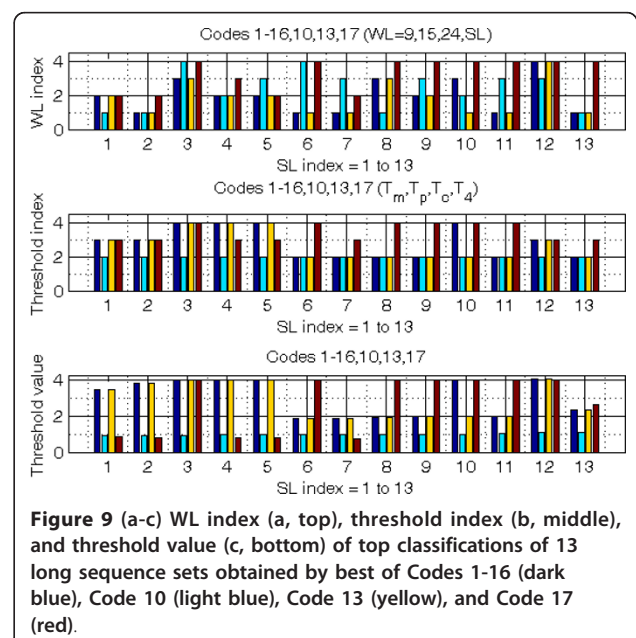 Codes 1-16,10,13,17 (WL=9,15,24,SL)
WL index
4
2
0
1 2 3 4 5 6 7 8 9 10 11 12 13
SL index = 1 to 13
Codes 1-16,10,13,17 (Tm,Tp,Tc,T4)
Threshold index
4
2
0
1 2 3 4 5 6 7 8 9 10 11 12 13
SL index = 1 to 13
Codes 1-16,10,13,17
Threshold value
4
2
0
1 2 3 4 5 6 7 8 9 10 11 12 13
SL index = 1 to 13
Figure 9 (a-c) WL index (a, top), threshold index (b, middle),
and threshold value (c, bottom) of top classifications of 13
long sequence sets obtained by best of Codes 1-16 (dark
blue), Code 10 (light blue), Code 13 (yellow), and Code 17
(red).